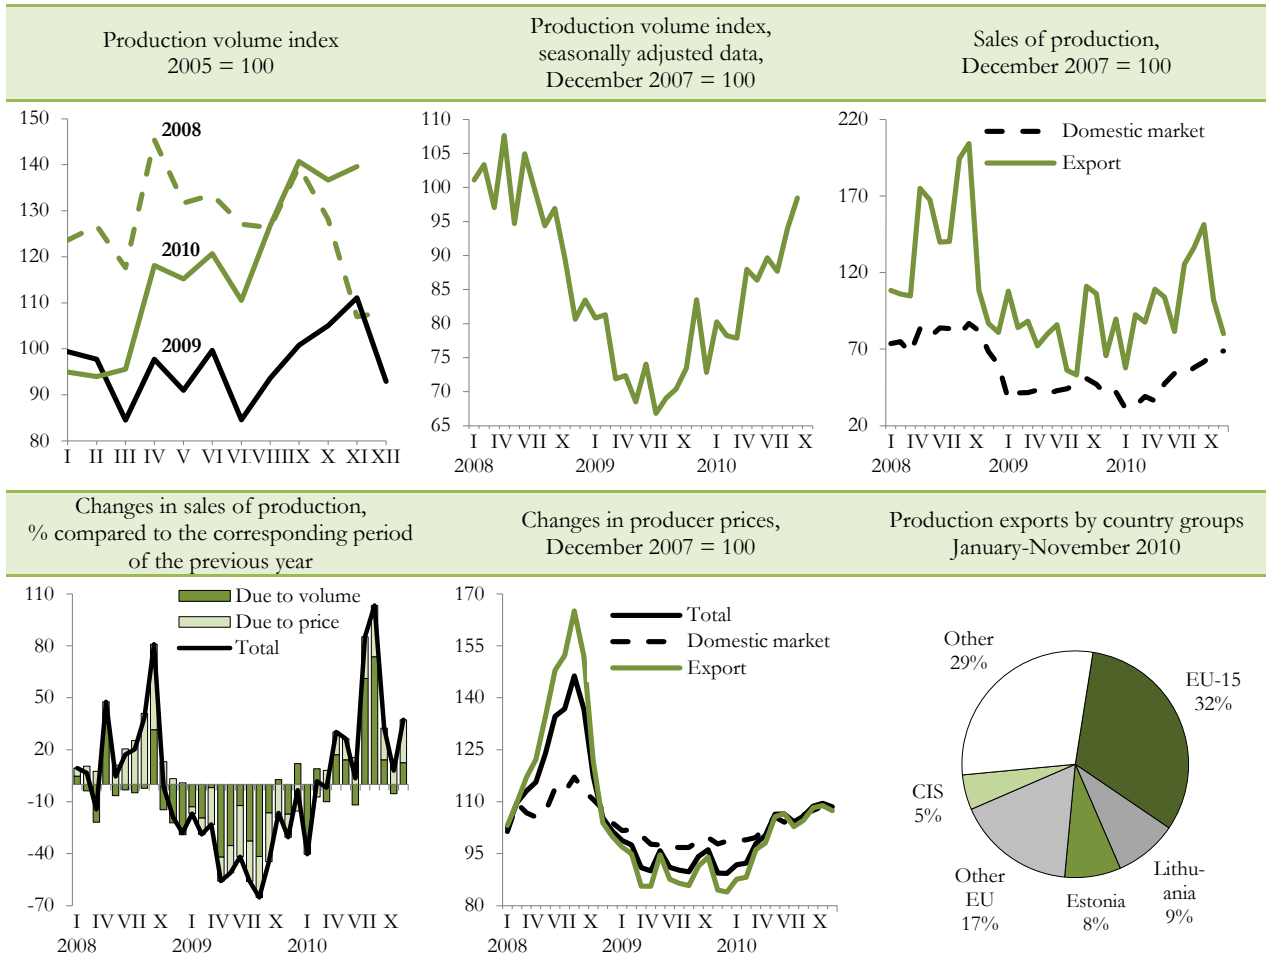 Production volume index
2005 = 100
Production volume index,
seasonally adjusted data,
December 2007 = 100
Sales of production,
December 2007 = 100
150
140
130
120
110
100
90
80
2008
2010
2009
I II III IV V VI VII VIII IX X XI XII
110
105
100
95
90
85
80
75
70
65
I IV VII X I IV VII X I IV VII X
2008 2009 2010
220
170
120
70
20
Domestic market
Export
I IV VII X I IV VII X I IV VII X
2008 2009 2010
Changes in sales of production,
% compared to the corresponding period
of the previous year
Changes in producer prices,
December 2007 = 100
Production exports by country groups
January-November 2010
110
80
50
20
-10
-40
-70
Due to volume
Due to price
Total
I IV VII X I IV VII X I IV VII X
2008 2009 2010
170
155
140
125
110
95
80
Total
Domestic market
Export
I IV VII X I IV VII X I IV VII X
2008 2009 2010
Other
29%
EU-15
32%
CIS
5%
Other
EU
17%
Estonia
8%
Lithu-
ania
9%